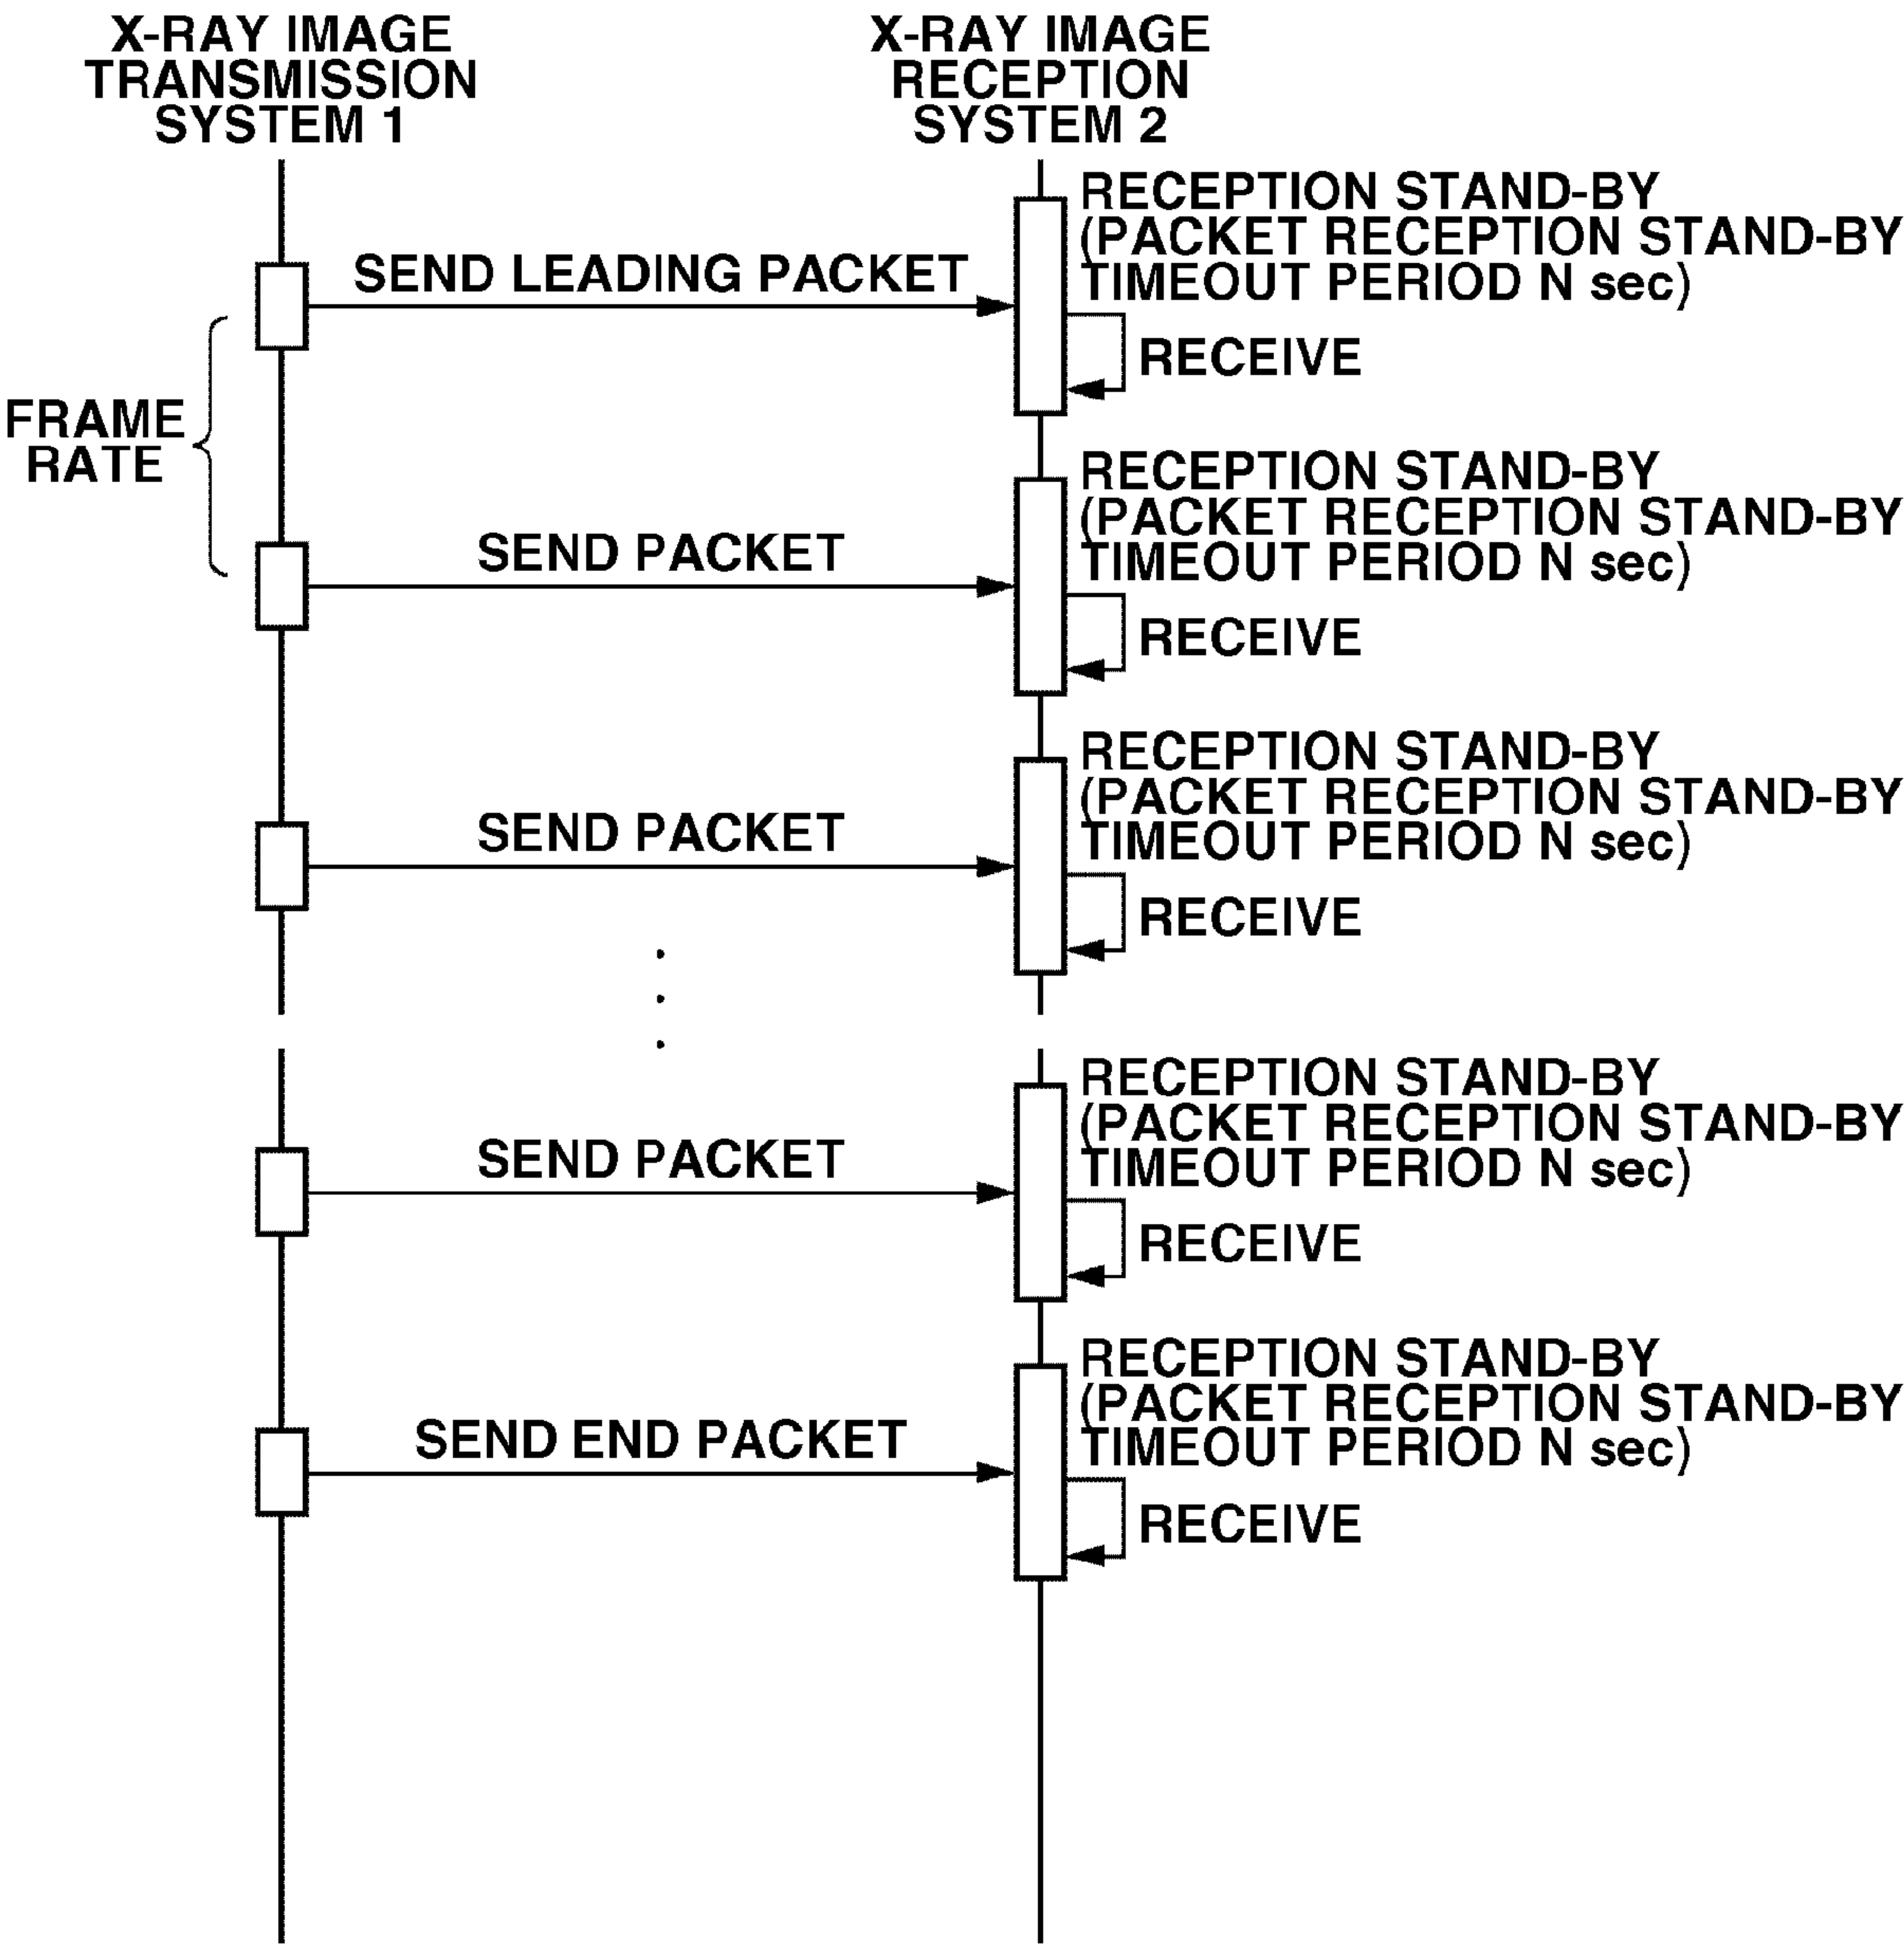 X-RAY IMAGE
TRANSMISSION
SYSTEM 1
X-RAY IMAGE
RECEPTION
SYSTEM 2
RECEPTION STAND-BY
(PACKET RECEPTION STAND-BY
TIMEOUT PERIOD N sec)
SEND LEADING PACKET
RECEIVE
FRAME
RATE
RECEPTION STAND-BY
(PACKET RECEPTION STAND-BY
TIMEOUT PERIOD N sec)
SEND PACKET
RECEIVE
RECEPTION STAND-BY
(PACKET RECEPTION STAND-BY
TIMEOUT PERIOD N sec)
SEND PACKET
RECEIVE
RECEPTION STAND-BY
(PACKET RECEPTION STAND-BY
TIMEOUT PERIOD N sec)
SEND PACKET
RECEIVE
RECEPTION STAND-BY
(PACKET RECEPTION STAND-BY
TIMEOUT PERIOD N sec)
SEND END PACKET
RECEIVE